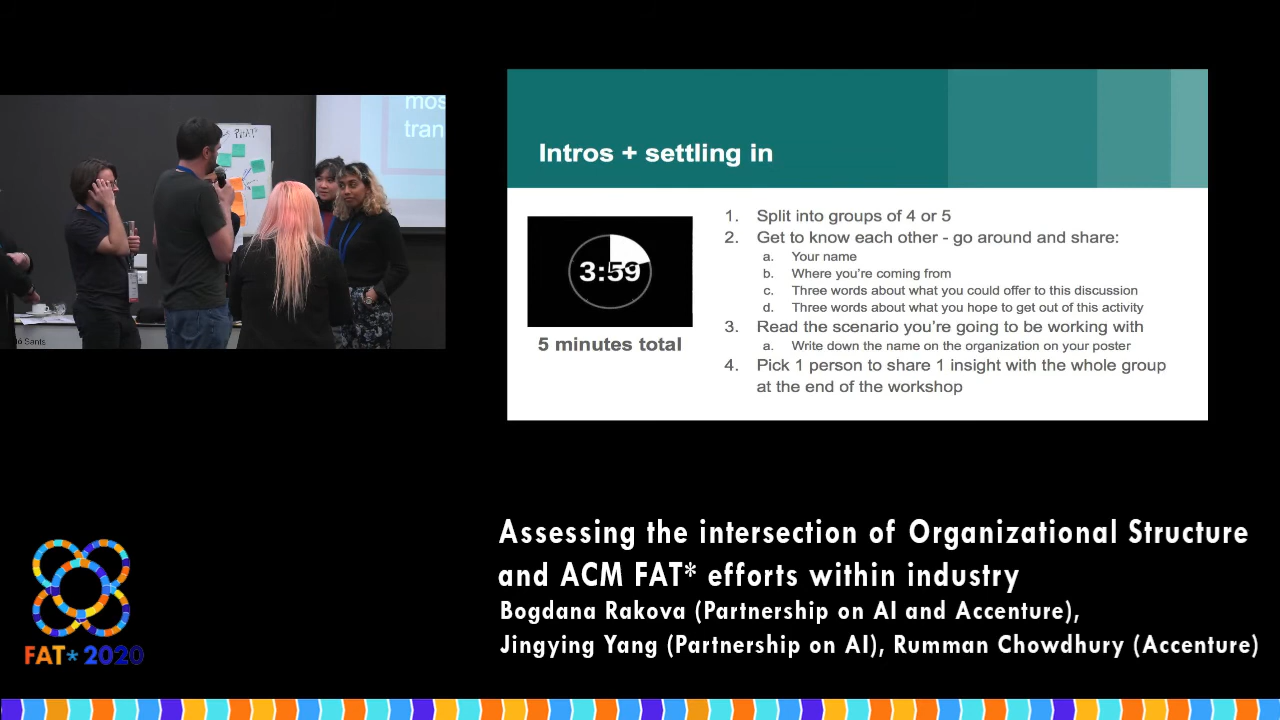 mos
tran
PHAT
ló Sants
Intros + settling in
3:59
5 minutes total
1. Split into groups of 4 or 5
2. Get to know each other - go around and share:
a. Your name
b. Where you're coming from
c. Three words about what you could offer to this discussion
d. Three words about what you hope to get out of this activity
3. Read the scenario you're going to be working with
a. Write down the name on the organization on your poster
4. Pick 1 person to share 1 insight with the whole group
at the end of the workshop
Assessing the intersection of Organizational Structure
and ACM FAT* efforts within industry
Bogdana Rakova (Partnership on AI and Accenture),
Jingying Yang (Partnership on AI), Rumman Chowdhury (Accenture)
FAT* 2020